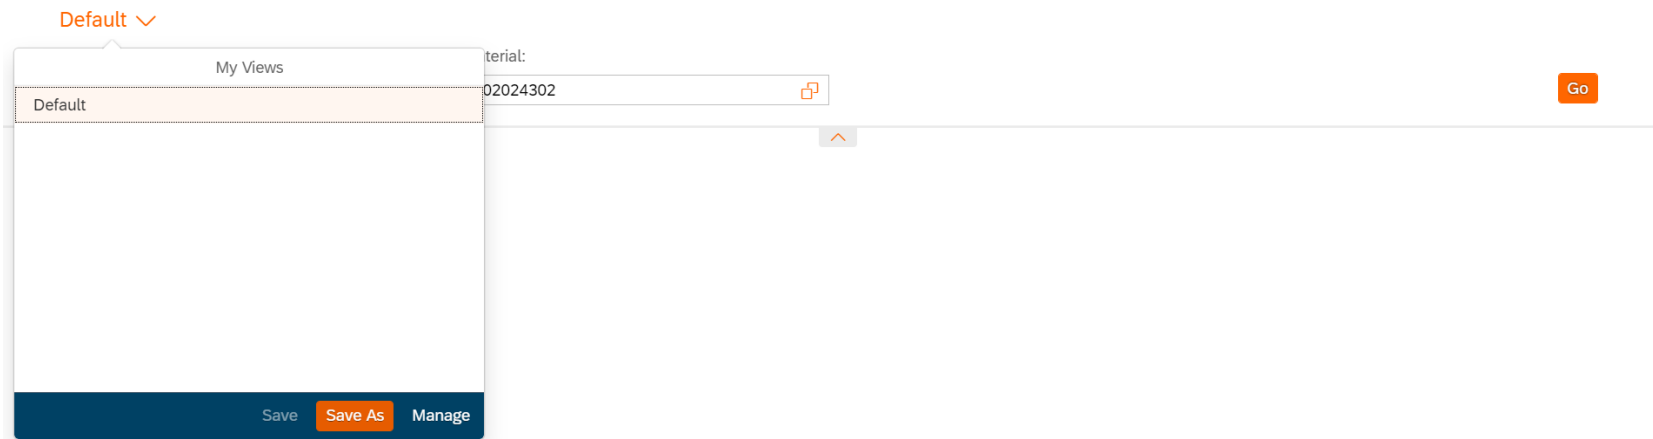 Default
My Views
terial:
02024302
Go
Default
Save
Save As
Manage